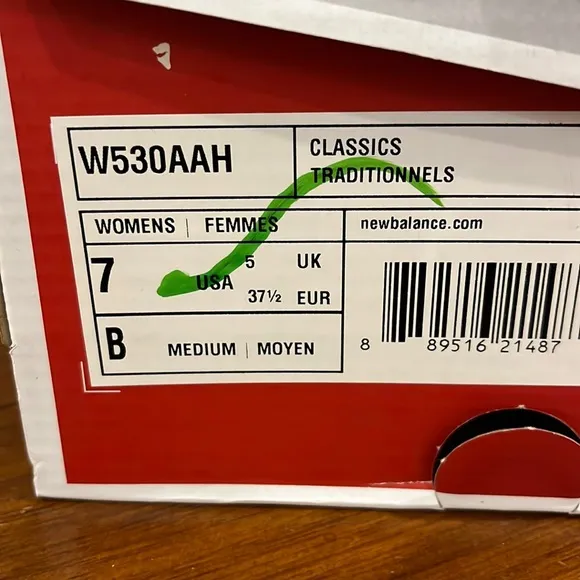 W530AAH
CLASSICS
TRADITIONNELS
WOMENS | FEMMES
newbalance.com
7 USA 5 UK
37½ EUR
B MEDIUM | MOYEN
8 89516 21487